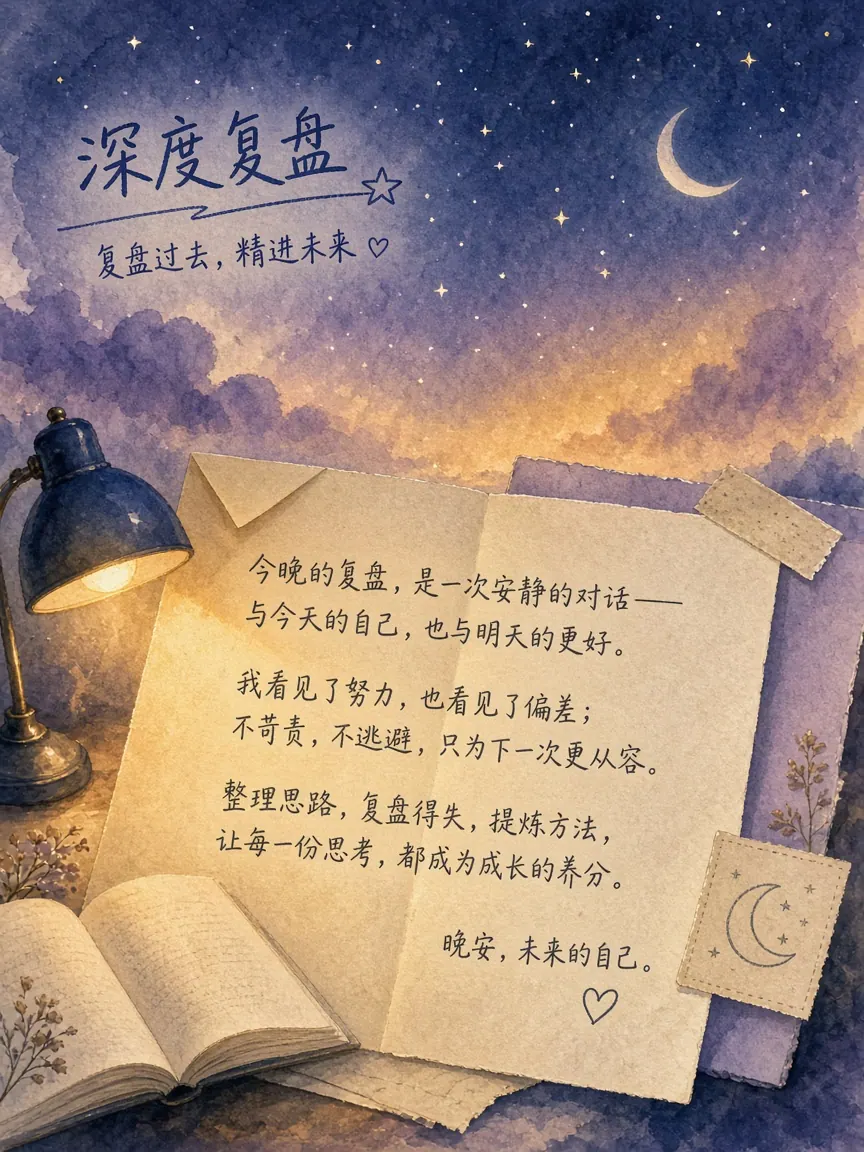 深度复盘
复盘过去，精进未来
今晚的复盘，是一次安静的对话——
与今天的自己，也与明天的更好。
我看见了努力，也看见了偏差；
不苛责，不逃避，只为下一次更从容。
整理思路，复盘得失，提炼方法，
让每一份思考，都成为成长的养分。
晚安，未来的自己。